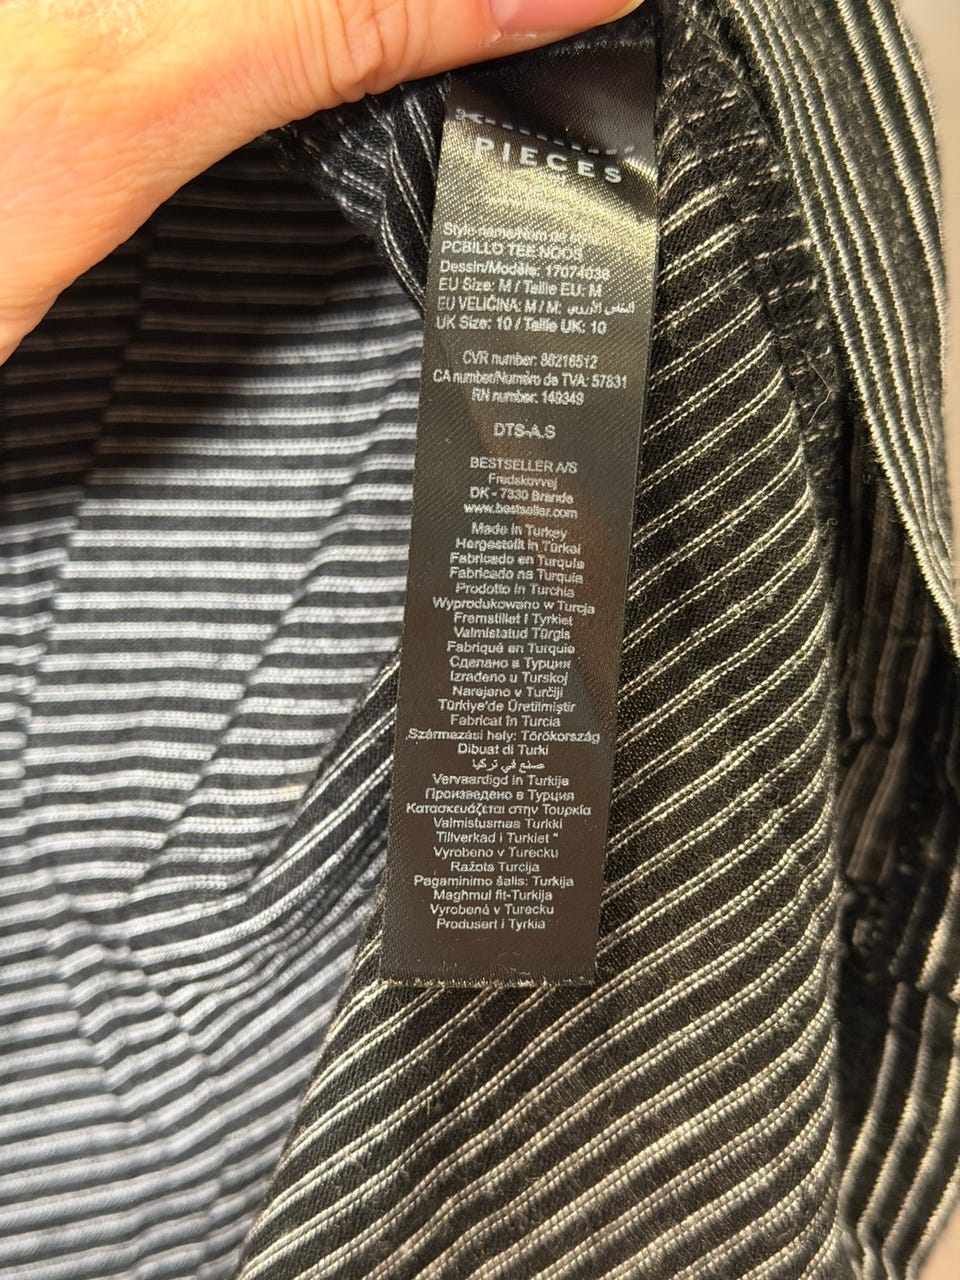 PIECES
Style name/Nom de
PCBILLO TEE NOOS
Dessin/Modèle: 17074036
EU Size: M / Taille EU: M
EU VELIČINA: M / M: المقاس الأوروبي
UK Size: 10 / Taille UK: 10
CVR number: 88216512
CA number/Numéro de TVA: 57831
RN number: 149349
DTS-A.S
BESTSELLER A/S
Fredskovvej
DK - 7330 Brande
www.bestseller.com
Made in Turkey
Hergestellt in Türkei
Fabricado en Turquía
Fabricado na Turquia
Prodotto in Turchia
Wyprodukowano w Turcja
Fremstillet i Tyrkiet
Valmistatud Türgis
Fabriqué en Turquie
Сделано в Турции
Izrađeno u Turskoj
Narejeno v Turčiji
Türkiye'de Üretilmiştir
Fabricat în Turcia
Származási hely: Törökország
Dibuat di Turki
صنع في تركيا
Vervaardigd in Turkije
Произведено в Турция
Κατασκευάζεται στην Τουρκία
Valmistusmaa Turkki
Tillverkad i Turkiet
Vyrobeno v Turecku
Ražots Turcija
Pagaminimo šalis: Turkija
Maghmul fit-Turkija
Vyrobená v Turecku
Produsert i Tyrkia